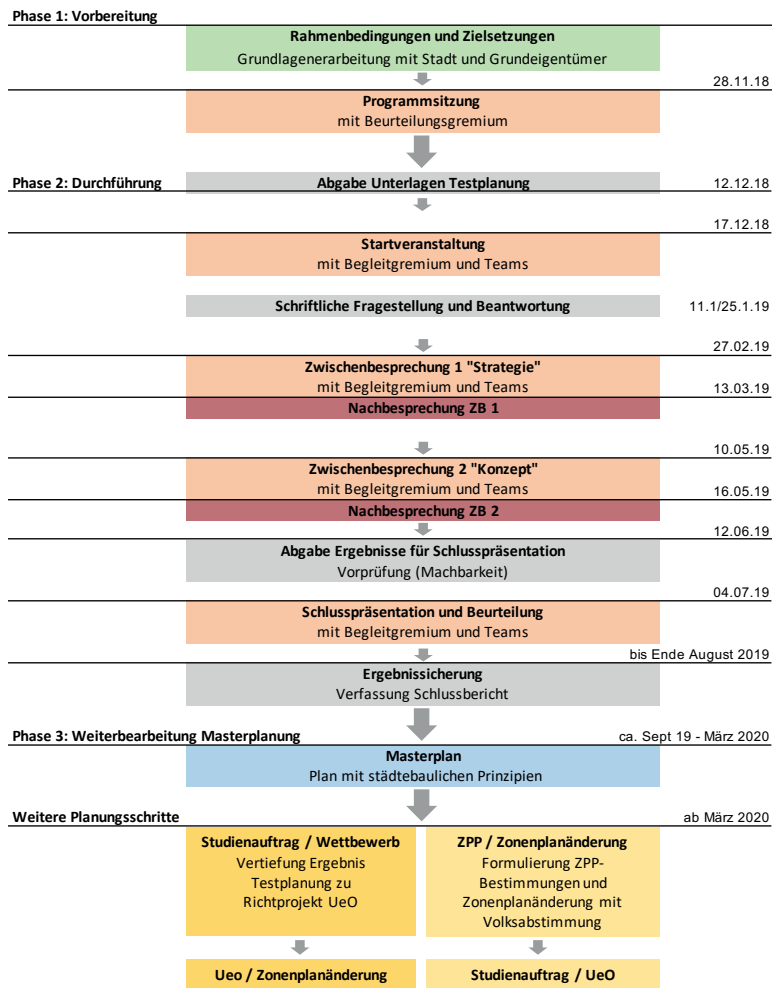 Phase 1: Vorbereitung
Rahmenbedingungen und Zielsetzungen
Grundlagenerarbeitung mit Stadt und Grundeigentümer
28.11.18
Programmsitzung
mit Beurteilungsgremium
Phase 2: Durchführung
Abgabe Unterlagen Testplanung
12.12.18
17.12.18
Startveranstaltung
mit Begleitgremium und Teams
Schriftliche Fragestellung und Beantwortung
11.1/25.1.19
27.02.19
Zwischenbesprechung 1 "Strategie"
mit Begleitgremium und Teams
13.03.19
Nachbesprechung ZB 1
10.05.19
Zwischenbesprechung 2 "Konzept"
mit Begleitgremium und Teams
16.05.19
Nachbesprechung ZB 2
12.06.19
Abgabe Ergebnisse für Schlusspräsentation
Vorprüfung (Machbarkeit)
04.07.19
Schlusspräsentation und Beurteilung
mit Begleitgremium und Teams
bis Ende August 2019
Ergebnissicherung
Verfassung Schlussbericht
Phase 3: Weiterbearbeitung Masterplanung
ca. Sept 19 - März 2020
Masterplan
Plan mit städtebaulichen Prinzipien
Weitere Planungsschritte
ab März 2020
Studienauftrag / Wettbewerb
Vertiefung Ergebnis
Testplanung zu
Richtprojekt UeO
ZPP / Zonenplanänderung
Formulierung ZPP-
Bestimmungen und
Zonenplanänderung mit
Volksabstimmung
Ueo / Zonenplanänderung
Studienauftrag / UeO